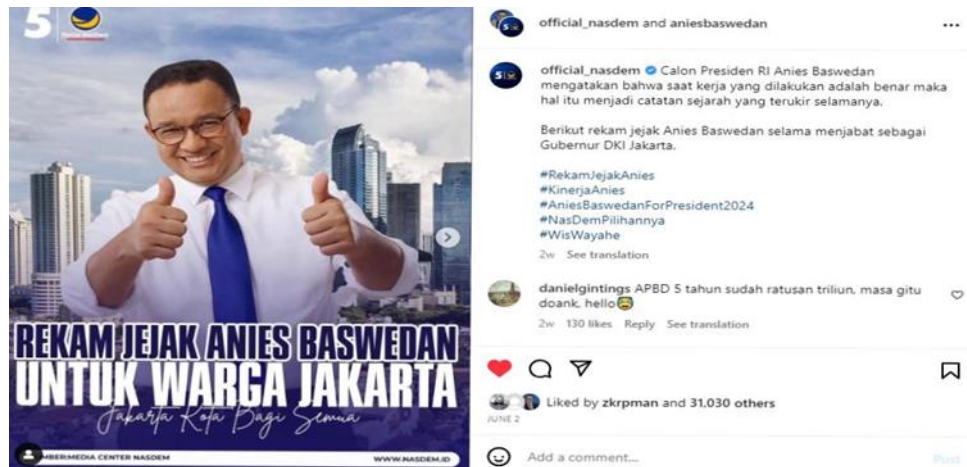 5
REKAM JEJAK ANIES BASWEDAN
UNTUK WARGA JAKARTA
Jakarta Kota Bagi Semua
MBER:MEDIA CENTER NASDEM
WWW.NASDEM.ID
official_nasdem and aniesbaswedan
official_nasdem Calon Presiden RI Anies Baswedan
mengatakan bahwa saat kerja yang dilakukan adalah benar maka
hal itu menjadi catatan sejarah yang terukir selamanya.
Berikut rekam jejak Anies Baswedan selama menjabat sebagai
Gubernur DKI Jakarta.
#RekamJejakAnies
#KinerjaAnies
#AniesBaswedanForPresident2024
#NasDemPilihannya
#WisWayahe
2w See translation
danielgintings APBD 5 tahun sudah ratusan triliun, masa gitu
doank, hello
2w 130 likes Reply See translation
Liked by zkrpman and 31,030 others
JUNE 2
Add a comment...
Post